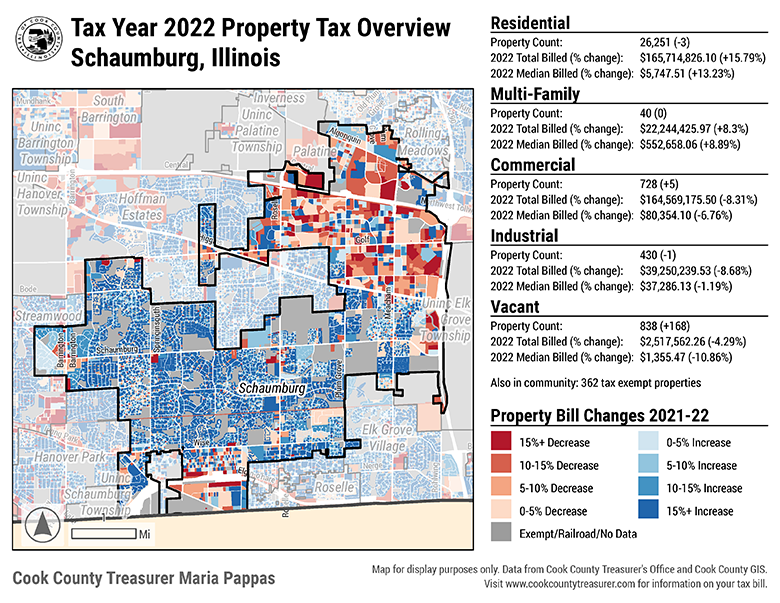 Tax Year 2022 Property Tax Overview
Schaumburg, Illinois
Residential
Property Count: 26,251 (-3)
2022 Total Billed (% change): $165,714,826.10 (+15.79%)
2022 Median Billed (% change): $5,747.51 (+13.23%)
Multi-Family
Property Count: 40 (0)
2022 Total Billed (% change): $22,244,425.97 (+8.3%)
2022 Median Billed (% change): $552,658.06 (+8.89%)
Commercial
Property Count: 728 (+5)
2022 Total Billed (% change): $164,569,175.50 (-8.31%)
2022 Median Billed (% change): $80,354.10 (-6.76%)
Industrial
Property Count: 430 (-1)
2022 Total Billed (% change): $39,250,239.53 (-8.68%)
2022 Median Billed (% change): $37,286.13 (-1.19%)
Vacant
Property Count: 838 (+168)
2022 Total Billed (% change): $2,517,562.26 (-4.29%)
2022 Median Billed (% change): $1,355.47 (-10.86%)
Also in community: 362 tax exempt properties
Property Bill Changes 2021-22
15%+ Decrease
0-5% Increase
10-15% Decrease
5-10% Increase
5-10% Decrease
10-15% Increase
0-5% Decrease
15%+ Increase
Exempt/Railroad/No Data
South
Barrington
Inverness
Uninc
Barrington
Township
Uninc
Palatine
Township
Algonquin
Palatine
Rolling
Meadows
Central
Uninc
Hanover
Township
Hoffman
Estates
Barrington
Northwest
Golf
Bode
Streamwood
Uninc Elk
Grove
Township
Schaumburg
Barrington
Barrington
Springinsguth
Meacham
Schaumburg
Elk Grove
Village
Hanover Park
Uninc
Schaumburg
Township
Wise
Nerge
Roselle
Mi
Cook County Treasurer Maria Pappas
Map for display purposes only. Data from Cook County Treasurer's Office and Cook County GIS.
Visit www.cookcountytreasurer.com for information on your tax bill.